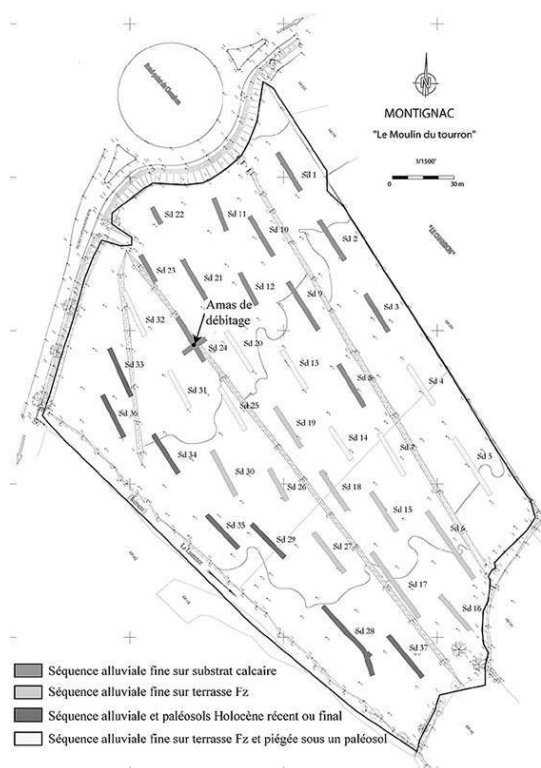 MONTIGNAC
"Le Moulin du tourron"
1/1500'
0 30 m
Sd 1
Sd 22
Sd 11
Sd 10
Sd 2
Sd 23
Sd 21
Sd 12
Sd 9
Sd 3
Amas de
débitage
Sd 32
Sd 24
Sd 20
Sd 33
Sd 13
Sd 8
Sd 4
Sd 31
Sd 36
Sd 25
Sd 19
Sd 14
Sd 7
Sd 5
Sd 34
Sd 30
Sd 26
Sd 18
Sd 15
Sd 6
Sd 35
Sd 29
Sd 27
Sd 17
Sd 16
Sd 28
Sd 37
Séquence alluviale fine sur substrat calcaire
Séquence alluviale fine sur terrasse Fz
Séquence alluviale et paléosols Holocène récent ou final
Séquence alluviale fine sur terrasse Fz et piégée sous un paléosol